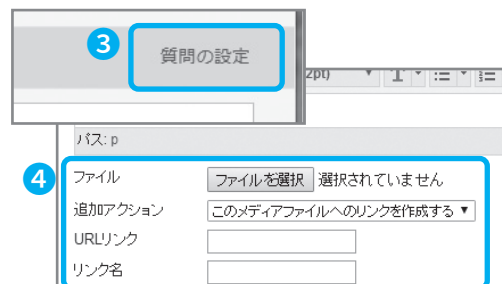 3
質問の設定
2pt)
パス: p
4
ファイル ファイルを選択 選択されていません
追加アクション このメディアファイルへのリンクを作成する ▼
URLリンク
リンク名